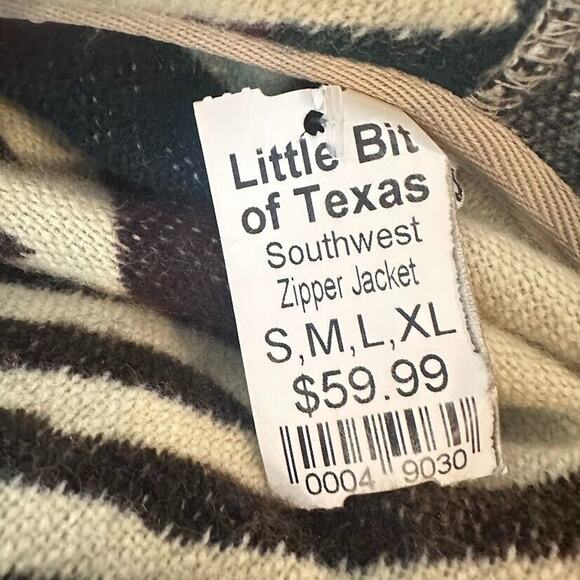 Little Bit
of Texas
Southwest
Zipper Jacket
S,M,L,XL
$59.99
0004 9030